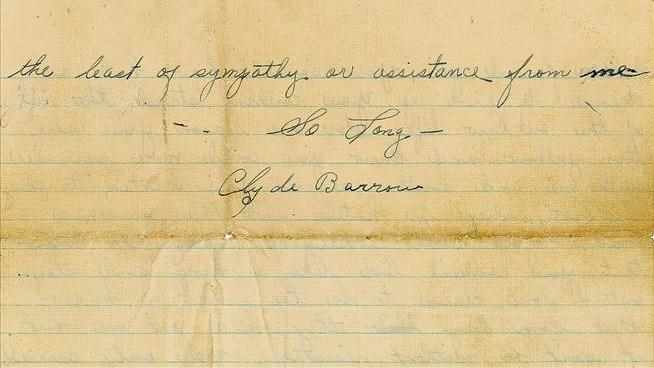 the least of sympathy or assistance from me
— So Long —
Clyde Barrow